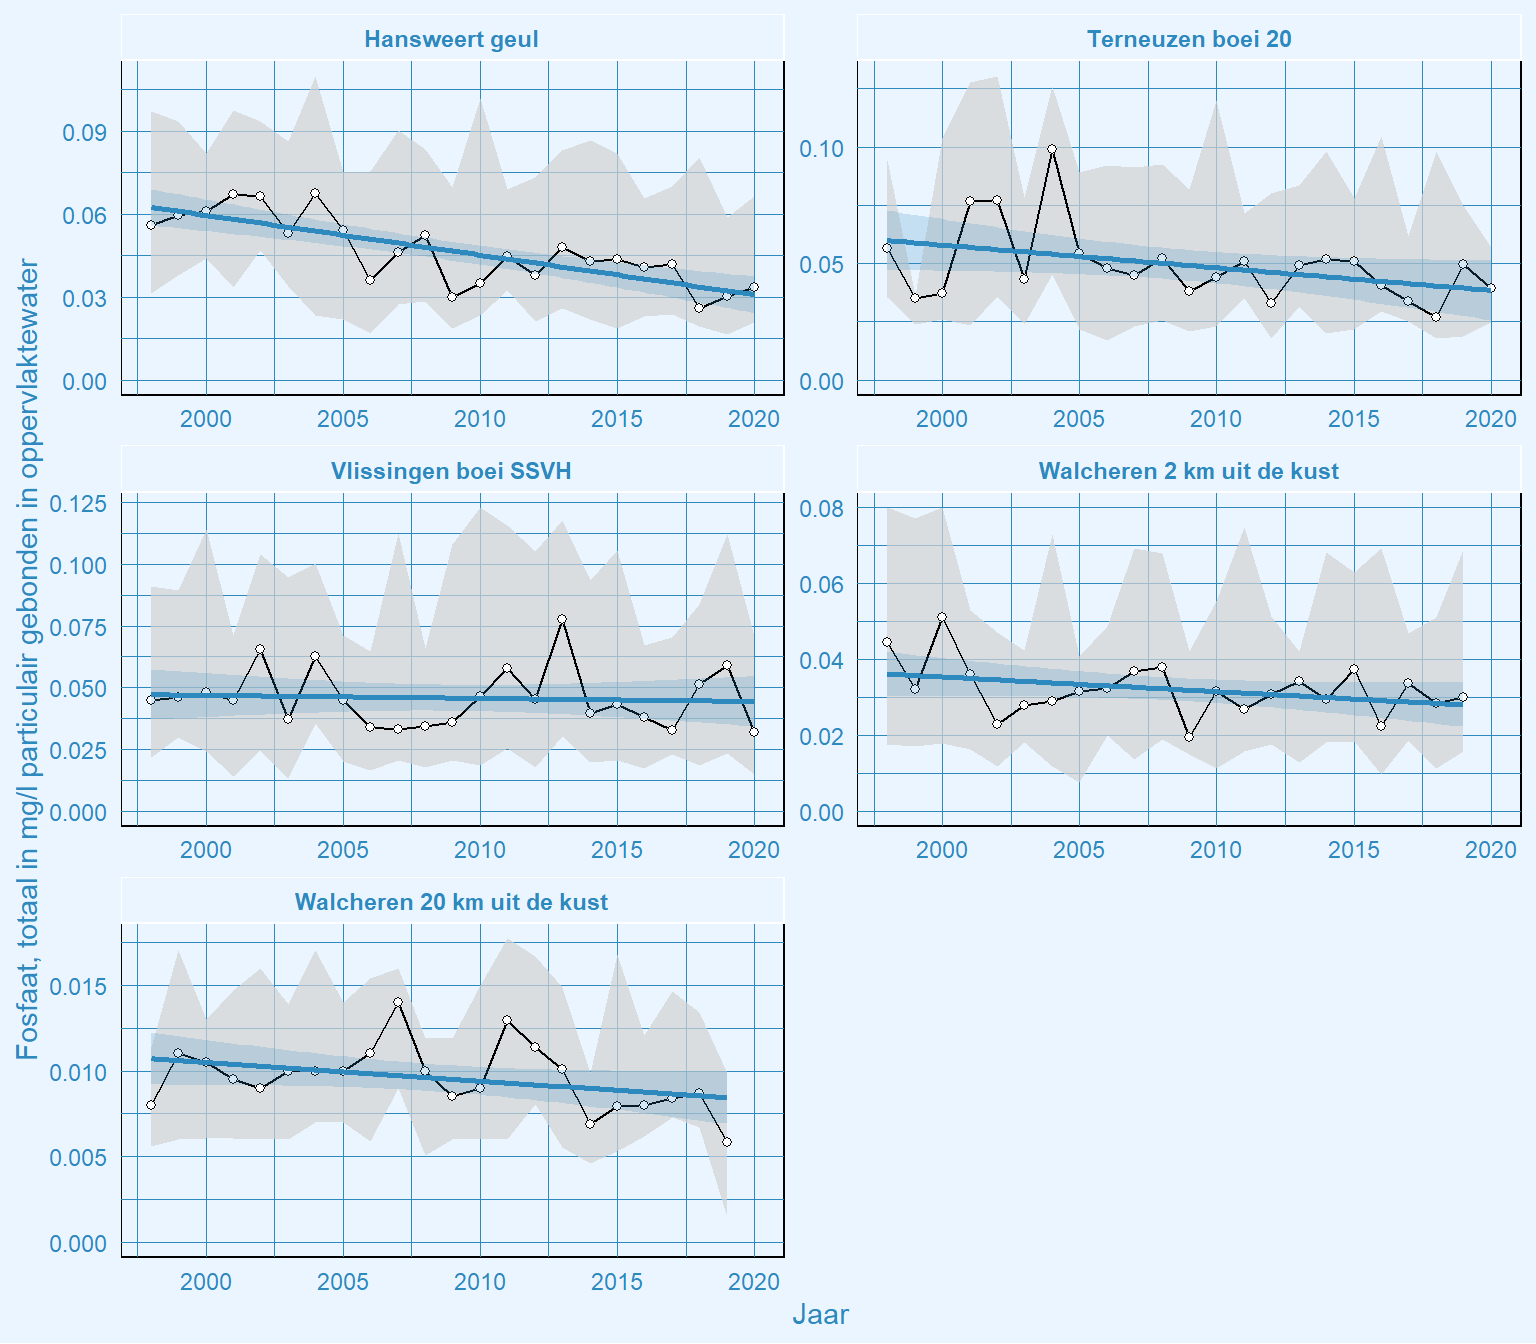 Fosfaat, totaal in mg/l particulair gebonden in oppervlaktewater
Hansweert geul
0.09
0.06
0.03
0.00
2000 2005 2010 2015 2020
Terneuzen boei 20
0.10
0.05
0.00
2000 2005 2010 2015 2020
Vlissingen boei SSVH
0.125
0.100
0.075
0.050
0.025
0.000
2000 2005 2010 2015 2020
Walcheren 2 km uit de kust
0.08
0.06
0.04
0.02
0.00
2000 2005 2010 2015 2020
Walcheren 20 km uit de kust
0.015
0.010
0.005
0.000
2000 2005 2010 2015 2020
Jaar